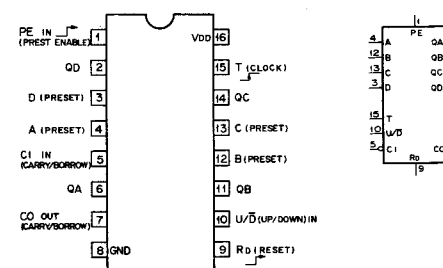 PE IN
(PREST ENABLE)
1
VDD 16
QD 2
15 T (CLOCK)
D (PRESET) 3
14 QC
A (PRESET) 4
13 C (PRESET)
CI IN
(CARRY/BORROW)
5
12 B (PRESET)
QA 6
11 QB
CO OUT
(CARRY/BORROW)
7
10 U/D̅ (UP/DOWN) IN
8 GND
9 RD (RESET)
1
PE
4 A QA
12 B QB
13 C QC
3 D QD
15 T
10 U/D̅
5 CI CO
RD
9